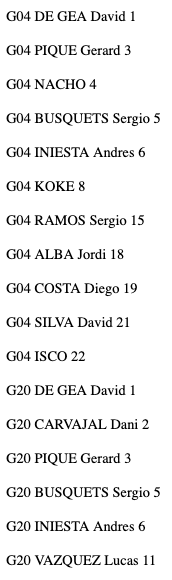 G04 DE GEA David 1
G04 PIQUE Gerard 3
G04 NACHO 4
G04 BUSQUETS Sergio 5
G04 INIESTA Andres 6
G04 KOKE 8
G04 RAMOS Sergio 15
G04 ALBA Jordi 18
G04 COSTA Diego 19
G04 SILVA David 21
G04 ISCO 22
G20 DE GEA David 1
G20 CARVAJAL Dani 2
G20 PIQUE Gerard 3
G20 BUSQUETS Sergio 5
G20 INIESTA Andres 6
G20 VAZQUEZ Lucas 11